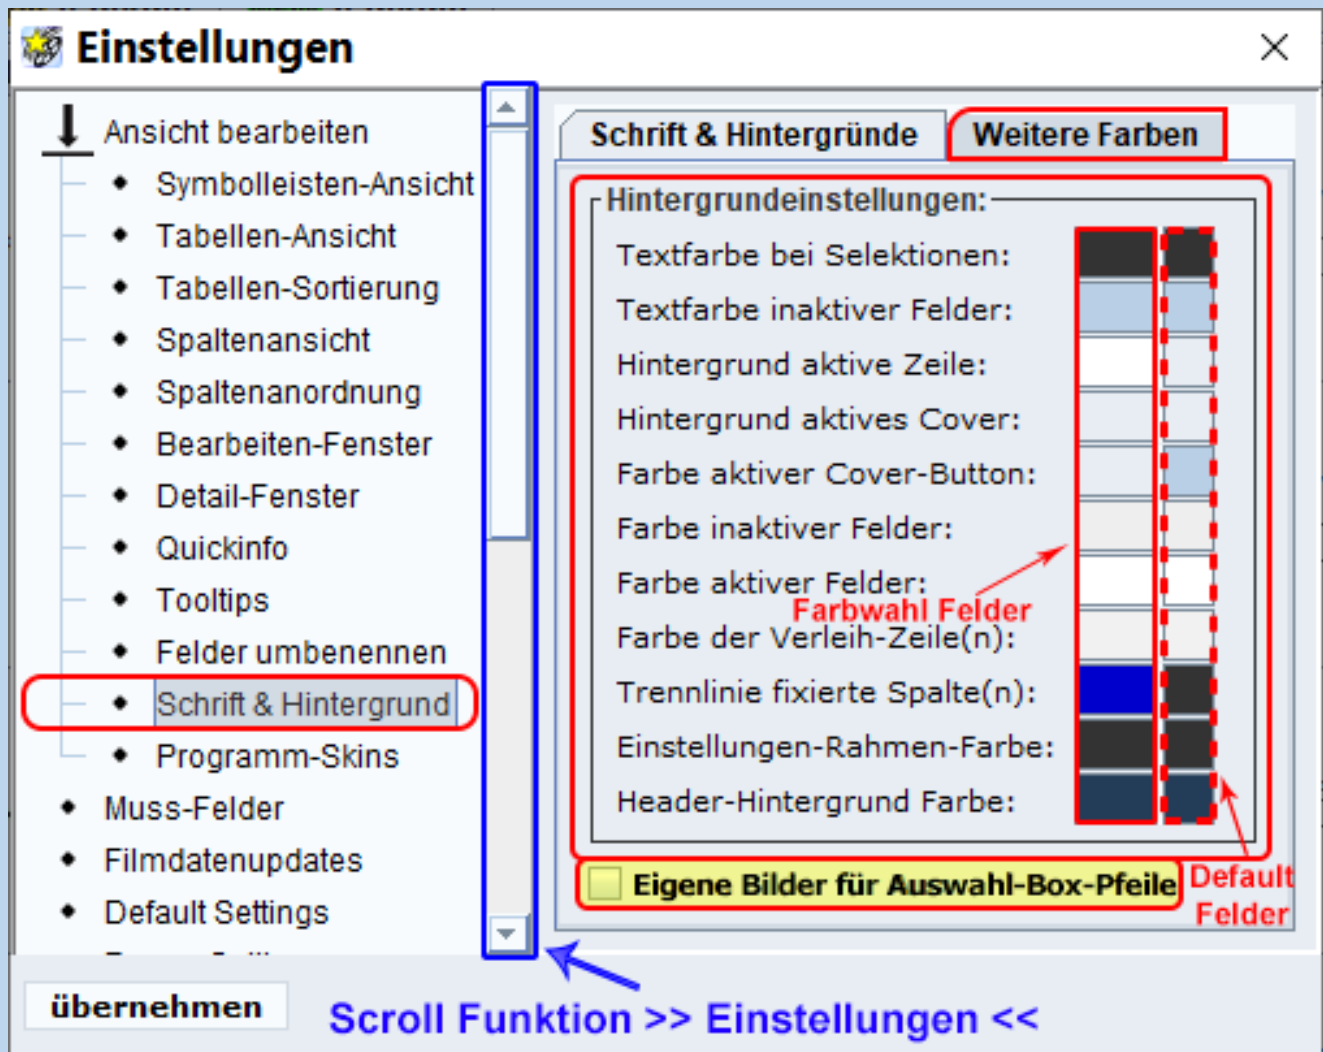 Einstellungen
Ansicht bearbeiten
Symbolleisten-Ansicht
Tabellen-Ansicht
Tabellen-Sortierung
Spaltenansicht
Spaltenanordnung
Bearbeiten-Fenster
Detail-Fenster
Quickinfo
Tooltips
Felder umbenennen
Schrift & Hintergrund
Programm-Skins
Muss-Felder
Filmdatenupdates
Default Settings
Schrift & Hintergründe
Weitere Farben
Hintergrundeinstellungen:
Textfarbe bei Selektionen:
Textfarbe inaktiver Felder:
Hintergrund aktive Zeile:
Hintergrund aktives Cover:
Farbe aktiver Cover-Button:
Farbe inaktiver Felder:
Farbe aktiver Felder:
Farbwahl Felder
Farbe der Verleih-Zeile(n):
Trennlinie fixierte Spalte(n):
Einstellungen-Rahmen-Farbe:
Header-Hintergrund Farbe:
Eigene Bilder für Auswahl-Box-Pfeile
Default
Felder
übernehmen
Scroll Funktion >> Einstellungen <<